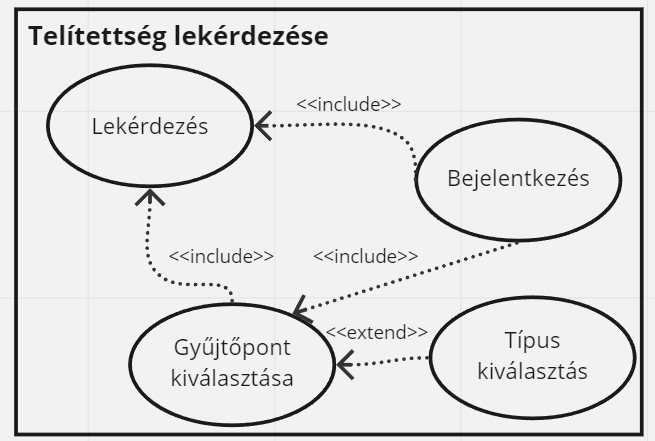 Telítettség lekérdezése
<<include>>
Lekérdezés
Bejelentkezés
<<include>>
<<include>>
<<extend>>
Gyűjtőpont
kiválasztása
Típus
kiválasztás